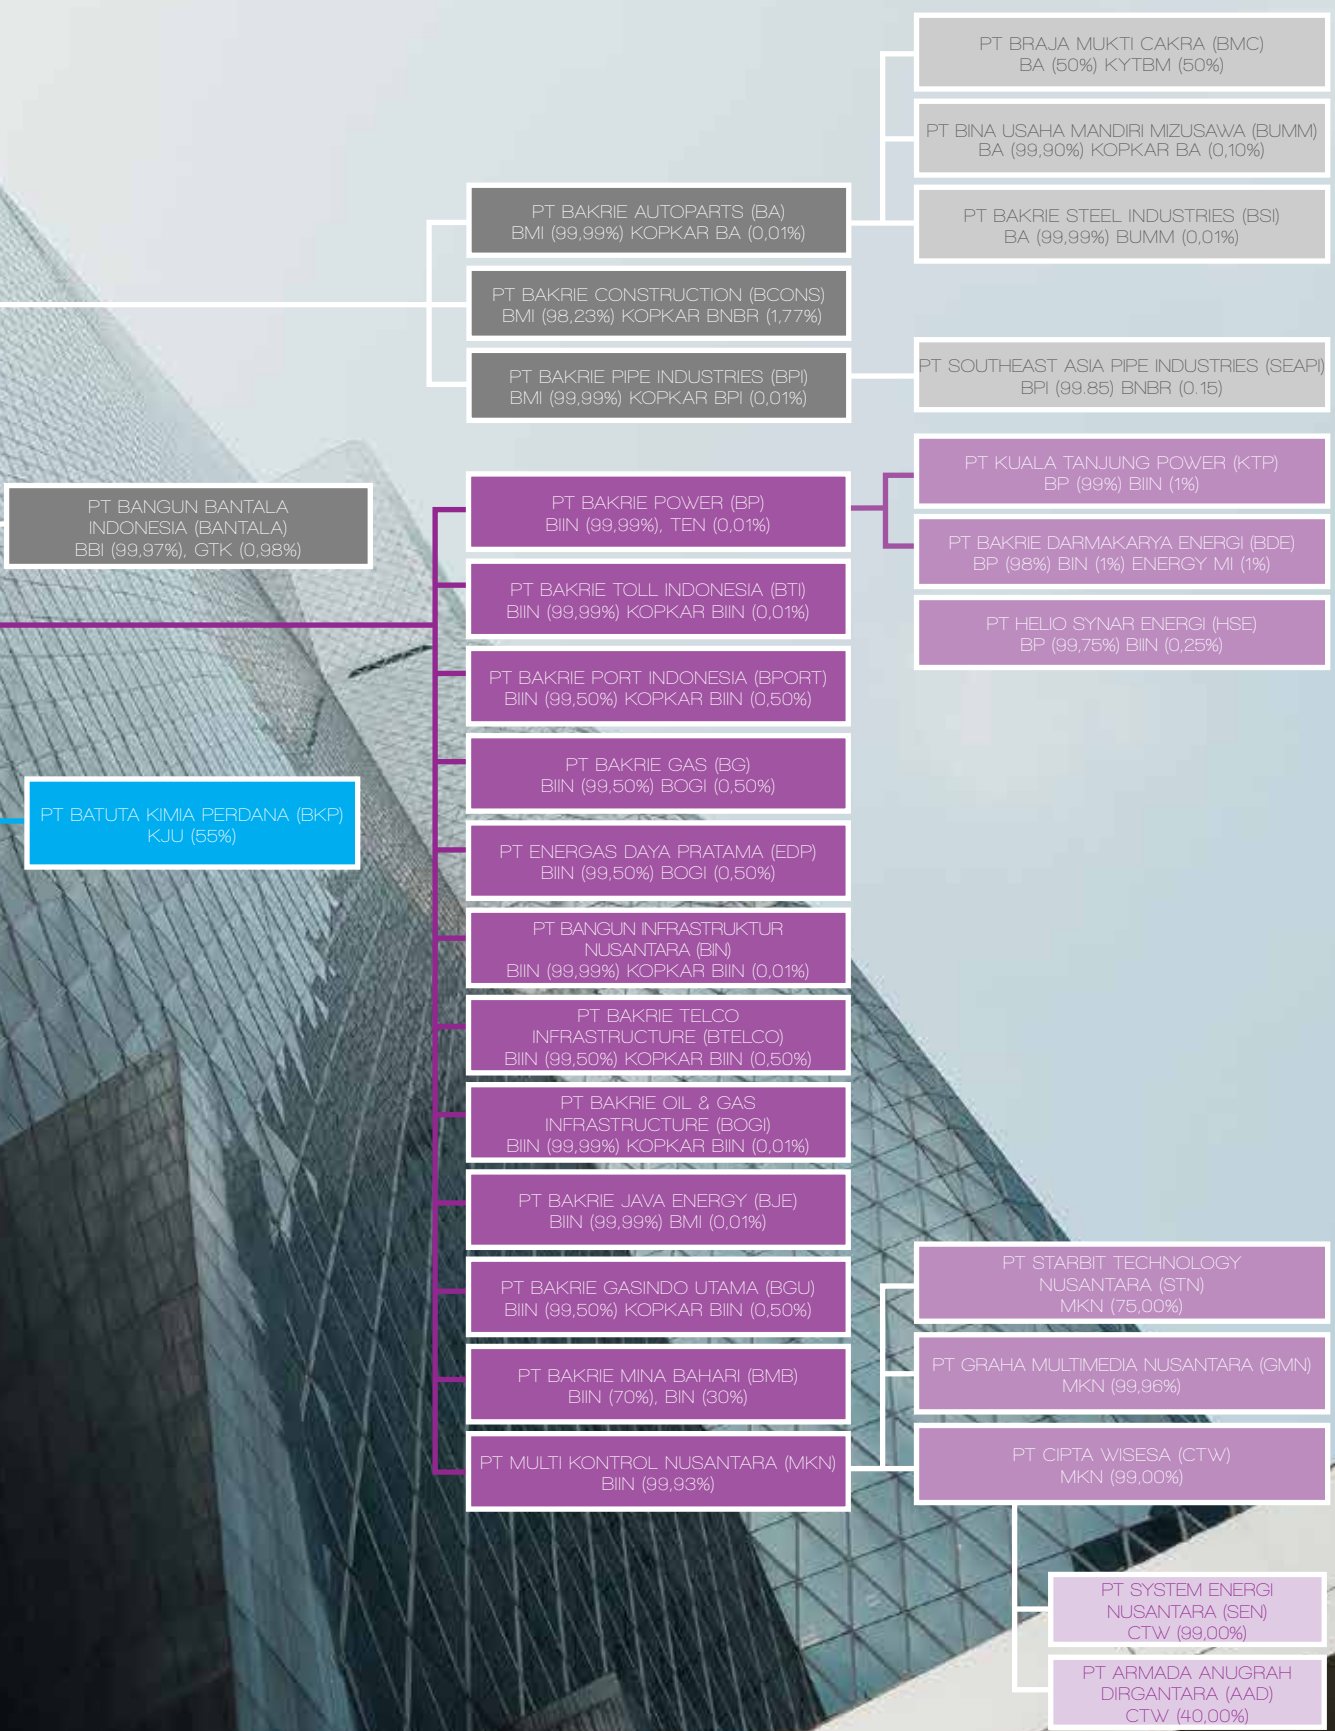 PT BRAJA MUKTI CAKRA (BMC)
BA (50%) KYTBM (50%)
PT BINA USAHA MANDIRI MIZUSAWA (BUMM)
BA (99,90%) KOPKAR BA (0,10%)
PT BAKRIE AUTOPARTS (BA)
BMI (99,99%) KOPKAR BA (0,01%)
PT BAKRIE STEEL INDUSTRIES (BSI)
BA (99,99%) BUMM (0,01%)
PT BAKRIE CONSTRUCTION (BCONS)
BMI (98,23%) KOPKAR BNBR (1,77%)
PT BAKRIE PIPE INDUSTRIES (BPI)
BMI (99,99%) KOPKAR BPI (0,01%)
PT SOUTHEAST ASIA PIPE INDUSTRIES (SEAPI)
BPI (99.85) BNBR (0.15)
PT BANGUN BANTALA
INDONESIA (BANTALA)
BBI (99,97%), GTK (0,98%)
PT BAKRIE POWER (BP)
BIIN (99,99%), TEN (0,01%)
PT KUALA TANJUNG POWER (KTP)
BP (99%) BIIN (1%)
PT BAKRIE DARMAKARYA ENERGI (BDE)
BP (98%) BIN (1%) ENERGY MI (1%)
PT HELIO SYNAR ENERGI (HSE)
BP (99,75%) BIIN (0,25%)
PT BAKRIE TOLL INDONESIA (BTI)
BIIN (99,99%) KOPKAR BIIN (0,01%)
PT BAKRIE PORT INDONESIA (BPORT)
BIIN (99,50%) KOPKAR BIIN (0,50%)
PT BAKRIE GAS (BG)
BIIN (99,50%) BOGI (0,50%)
PT BATUTA KIMIA PERDANA (BKP)
KJU (55%)
PT ENERGAS DAYA PRATAMA (EDP)
BIIN (99,50%) BOGI (0,50%)
PT BANGUN INFRASTRUKTUR
NUSANTARA (BIN)
BIIN (99,99%) KOPKAR BIIN (0,01%)
PT BAKRIE TELCO
INFRASTRUCTURE (BTELCO)
BIIN (99,50%) KOPKAR BIIN (0,50%)
PT BAKRIE OIL & GAS
INFRASTRUCTURE (BOGI)
BIIN (99,99%) KOPKAR BIIN (0,01%)
PT BAKRIE JAVA ENERGY (BJE)
BIIN (99,99%) BMI (0,01%)
PT BAKRIE GASINDO UTAMA (BGU)
BIIN (99,50%) KOPKAR BIIN (0,50%)
PT BAKRIE MINA BAHARI (BMB)
BIIN (70%), BIN (30%)
PT MULTI KONTROL NUSANTARA (MKN)
BIIN (99,93%)
PT STARBIT TECHNOLOGY
NUSANTARA (STN)
MKN (75,00%)
PT GRAHA MULTIMEDIA NUSANTARA (GMN)
MKN (99,96%)
PT CIPTA WISESA (CTW)
MKN (99,00%)
PT SYSTEM ENERGI
NUSANTARA (SEN)
CTW (99,00%)
PT ARMADA ANUGRAH
DIRGANTARA (AAD)
CTW (40,00%)